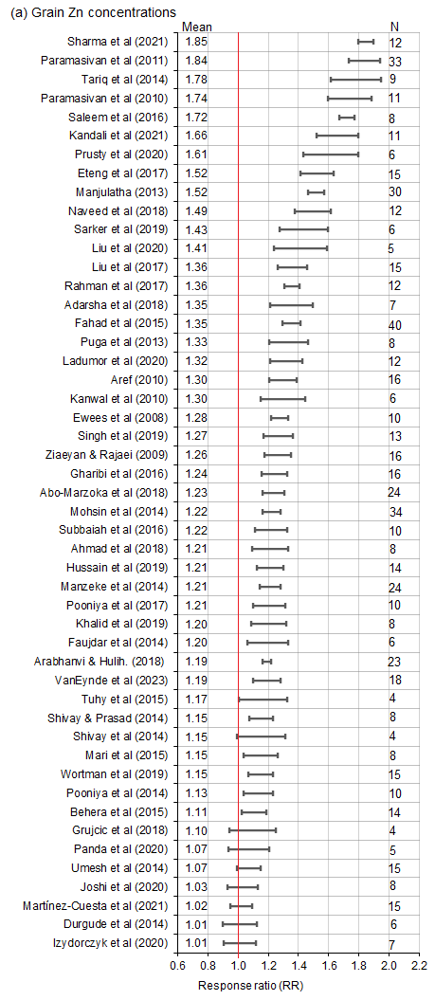 (a) Grain Zn concentrations
Mean N
Sharma et al (2021) 1.85 12
Paramasivan et al (2011) 1.84 33
Tariq et al (2014) 1.78 9
Paramasivan et al (2010) 1.74 11
Saleem et al (2016) 1.72 8
Kandali et al (2021) 1.66 11
Prusty et al (2020) 1.61 6
Eteng et al (2017) 1.52 15
Manjulatha (2013) 1.52 30
Naveed et al (2018) 1.49 12
Sarker et al (2019) 1.43 6
Liu et al (2020) 1.41 5
Liu et al (2017) 1.36 15
Rahman et al (2017) 1.36 12
Adarsha et al (2018) 1.35 7
Fahad et al (2015) 1.35 40
Puga et al (2013) 1.33 8
Ladumor et al (2020) 1.32 12
Aref (2010) 1.30 16
Kanwal et al (2010) 1.30 6
Ewees et al (2008) 1.28 10
Singh et al (2019) 1.27 13
Ziaeyan & Rajaei (2009) 1.26 16
Gharibi et al (2016) 1.24 16
Abo-Marzoka et al (2018) 1.23 24
Mohsin et al (2014) 1.22 34
Subbaiah et al (2016) 1.22 10
Ahmad et al (2018) 1.21 8
Hussain et al (2019) 1.21 14
Manzeke et al (2014) 1.21 24
Pooniya et al (2017) 1.21 10
Khalid et al (2019) 1.20 8
Faujdar et al (2014) 1.20 6
Arabhanvi & Hulih. (2018) 1.19 23
VanEynde et al (2023) 1.19 18
Tuhy et al (2015) 1.17 4
Shivay & Prasad (2014) 1.15 8
Shivay et al (2014) 1.15 4
Mari et al (2015) 1.15 8
Wortman et al (2019) 1.15 15
Pooniya et al (2014) 1.13 10
Behera et al (2015) 1.11 14
Grujcic et al (2018) 1.10 4
Panda et al (2020) 1.07 5
Umesh et al (2014) 1.07 15
Joshi et al (2020) 1.03 8
Martínez-Cuesta et al (2021) 1.02 15
Durgude et al (2014) 1.01 6
Izydorczyk et al (2020) 1.01 7
0.6 0.8 1.0 1.2 1.4 1.6 1.8 2.0 2.2
Response ratio (RR)